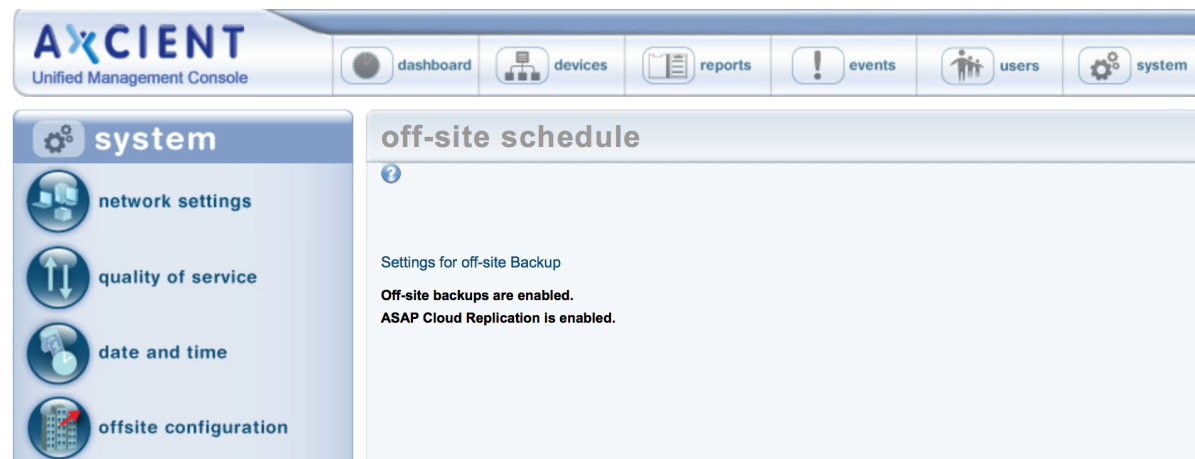 AXCIENT
Unified Management Console
dashboard
devices
reports
events
users
system
system
network settings
quality of service
date and time
offsite configuration
off-site schedule
?
Settings for off-site Backup
Off-site backups are enabled.
ASAP Cloud Replication is enabled.